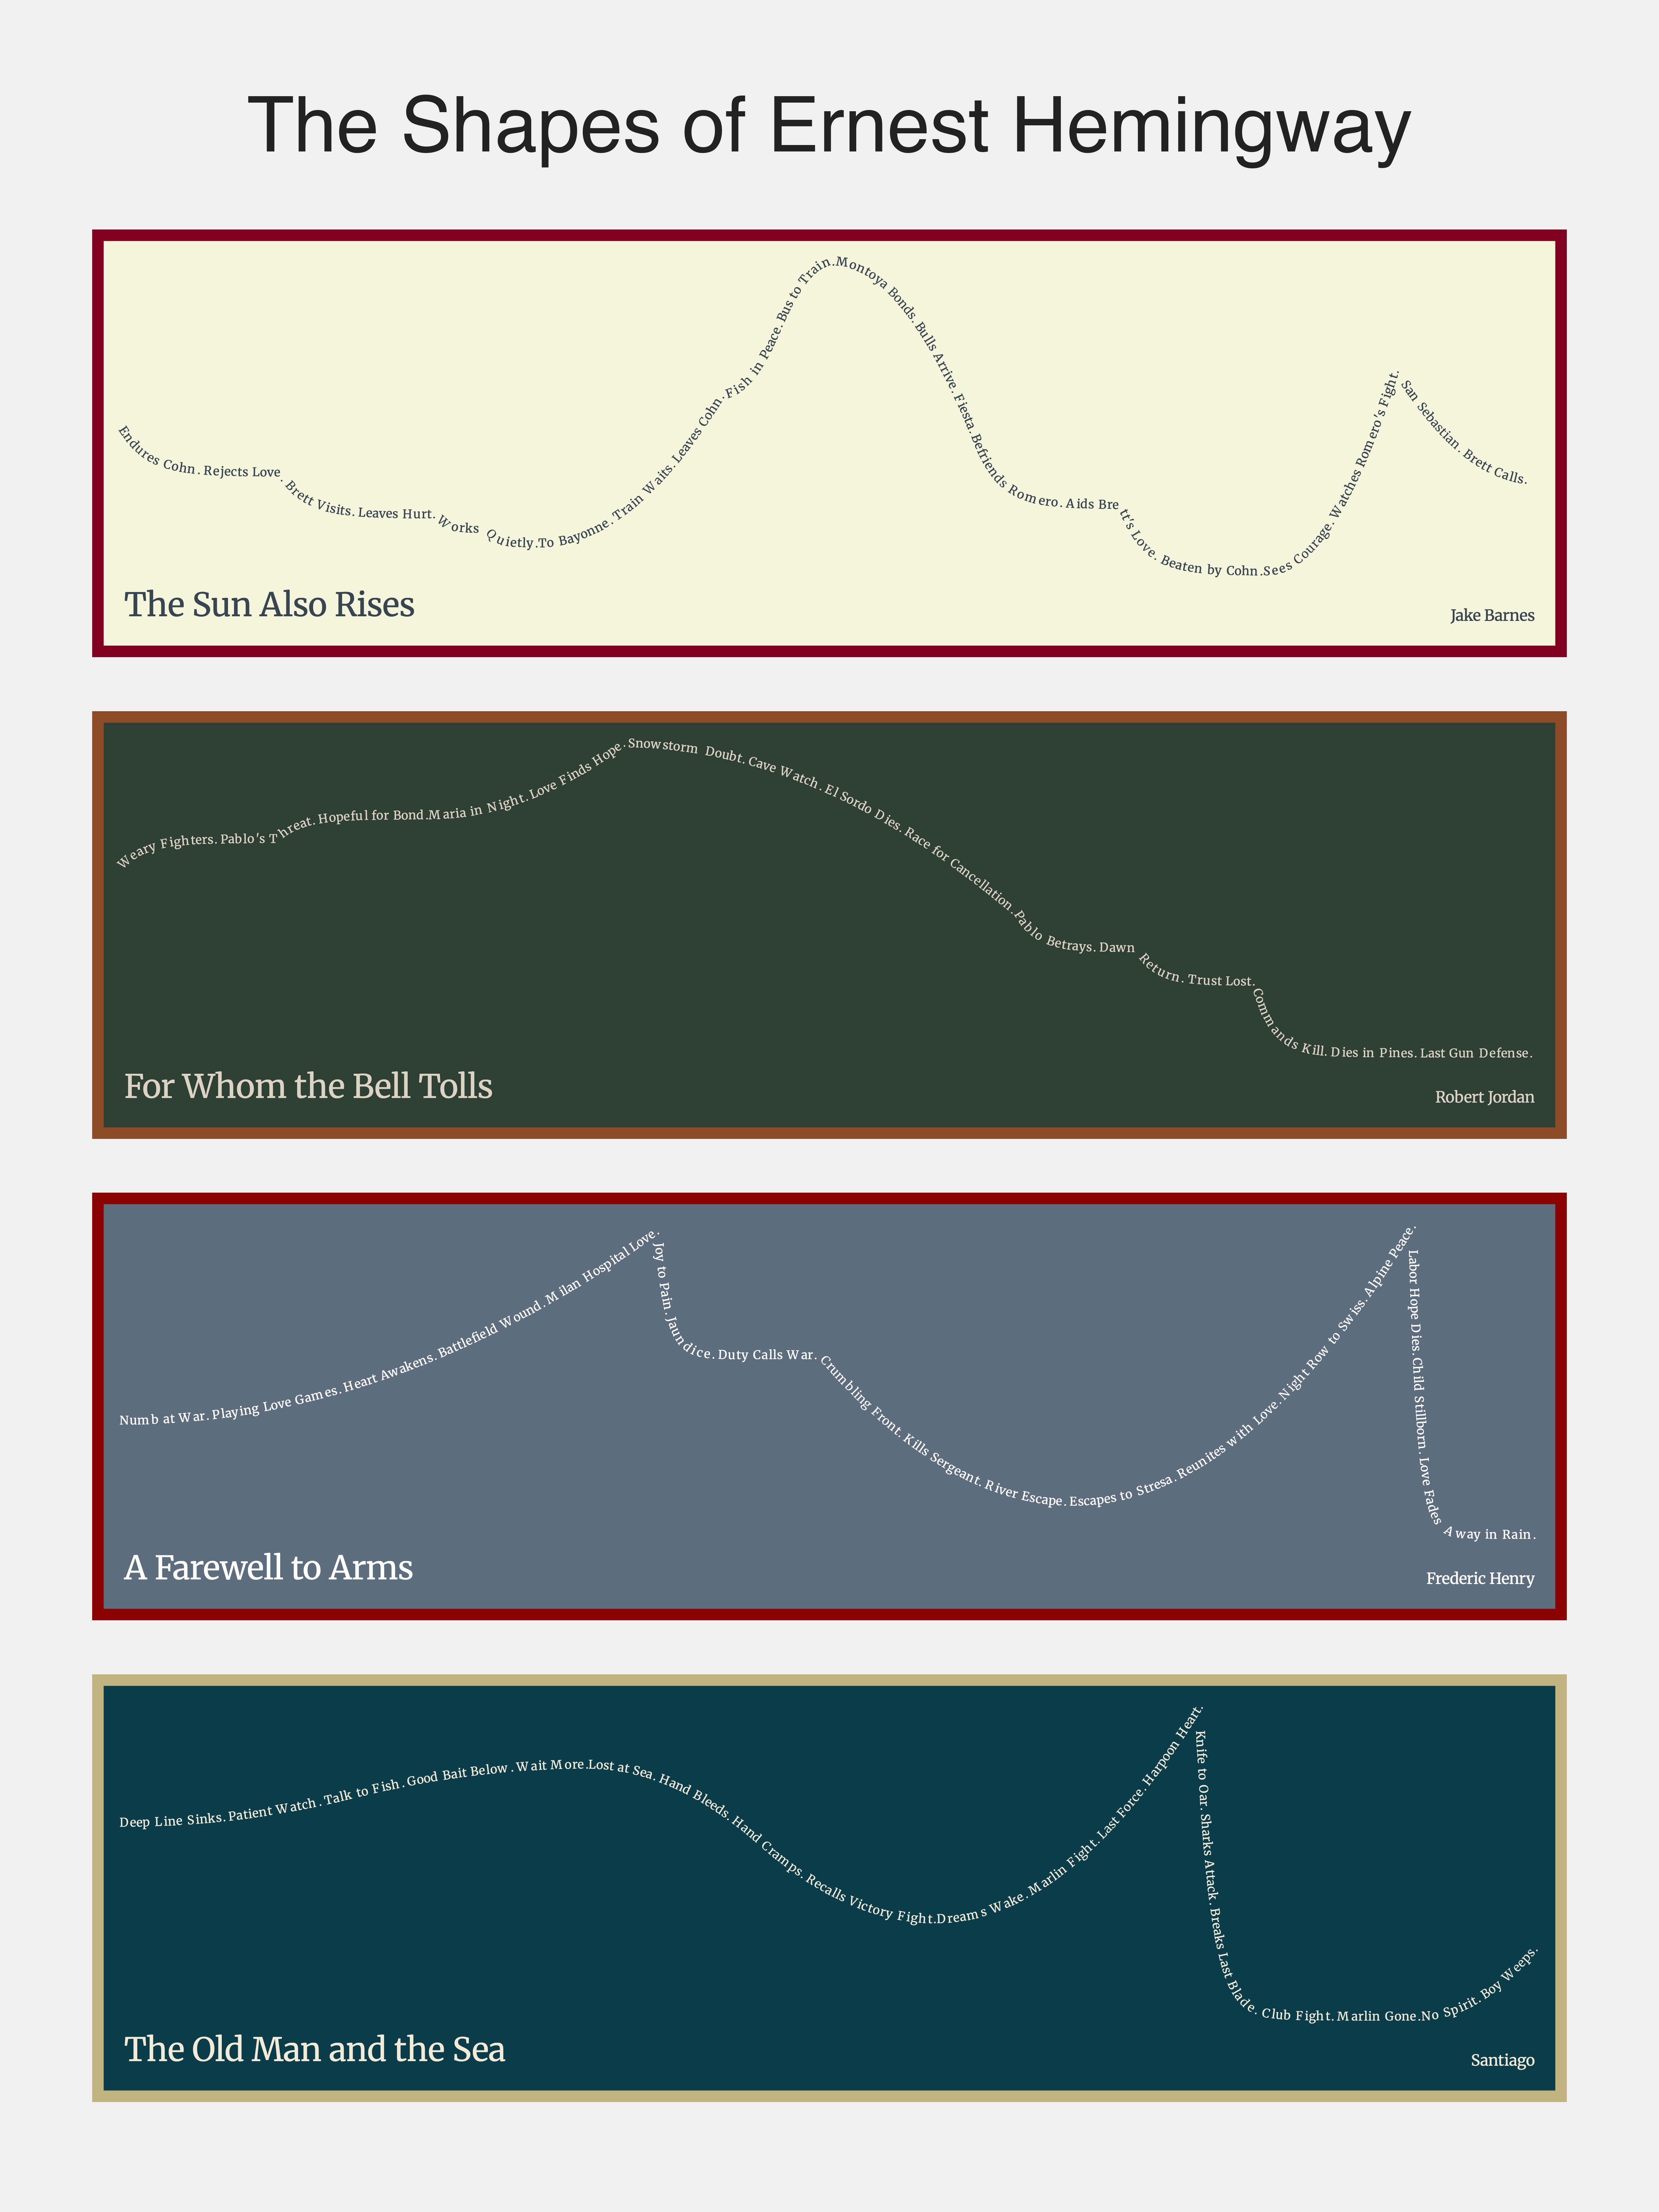 The Shapes of Ernest Hemingway
Endures Cohn. Rejects Love. Brett Visits. Leaves Hurt. Works Quietly. To Bayonne. Train Waits. Leaves Cohn. Fish in Peace. Bus to Train. Montoya Bonds. Bulls Arrive. Fiesta. Befriends Romero. Aids Brett's Love. Beaten by Cohn. Sees Courage. Watches Romero's Fight. San Sebastian. Brett Calls.
The Sun Also Rises
Jake Barnes
Weary Fighters. Pablo's Threat. Hopeful for Bond. Maria in Night. Love Finds Hope. Snowstorm Doubt. Cave Watch. El Sordo Dies. Race for Cancellation. Pablo Betrays. Dawn Return. Trust Lost. Commands Kill. Dies in Pines. Last Gun Defense.
For Whom the Bell Tolls
Robert Jordan
Numb at War. Playing Love Games. Heart Awakens. Battlefield Wound. Milan Hospital Love. Joy to Pain. Jaundice. Duty Calls War. Crumbling Front. Kills Sergeant. River Escape. Escapes to Stresa. Reunites with Love. Night Row to Swiss. Alpine Peace. Labor Hope Dies. Child Stillborn. Love Fades Away in Rain.
A Farewell to Arms
Frederic Henry
Deep Line Sinks. Patient Watch. Talk to Fish. Good Bait Below. Wait More. Lost at Sea. Hand Bleeds. Hand Cramps. Recalls Victory Fight. Dreams Wake. Marlin Fight. Last Force. Harpoon Heart. Knife to Oar. Sharks Attack. Breaks Last Blade. Club Fight. Marlin Gone. No Spirit. Boy Weeps.
The Old Man and the Sea
Santiago